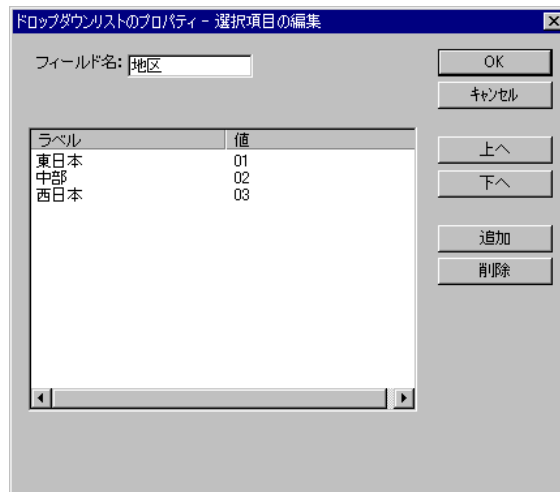 ドロップダウンリストのプロパティ - 選択項目の編集
フィールド名: 地区
OK
キャンセル
ラベル 値
東日本 01
中部 02
西日本 03
上へ
下へ
追加
削除